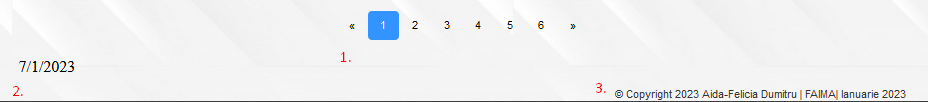 « 1 2 3 4 5 6 »
1.
7/1/2023
2.
3. © Copyright 2023 Aida-Felicia Dumitru | FAIMA| Ianuarie 2023